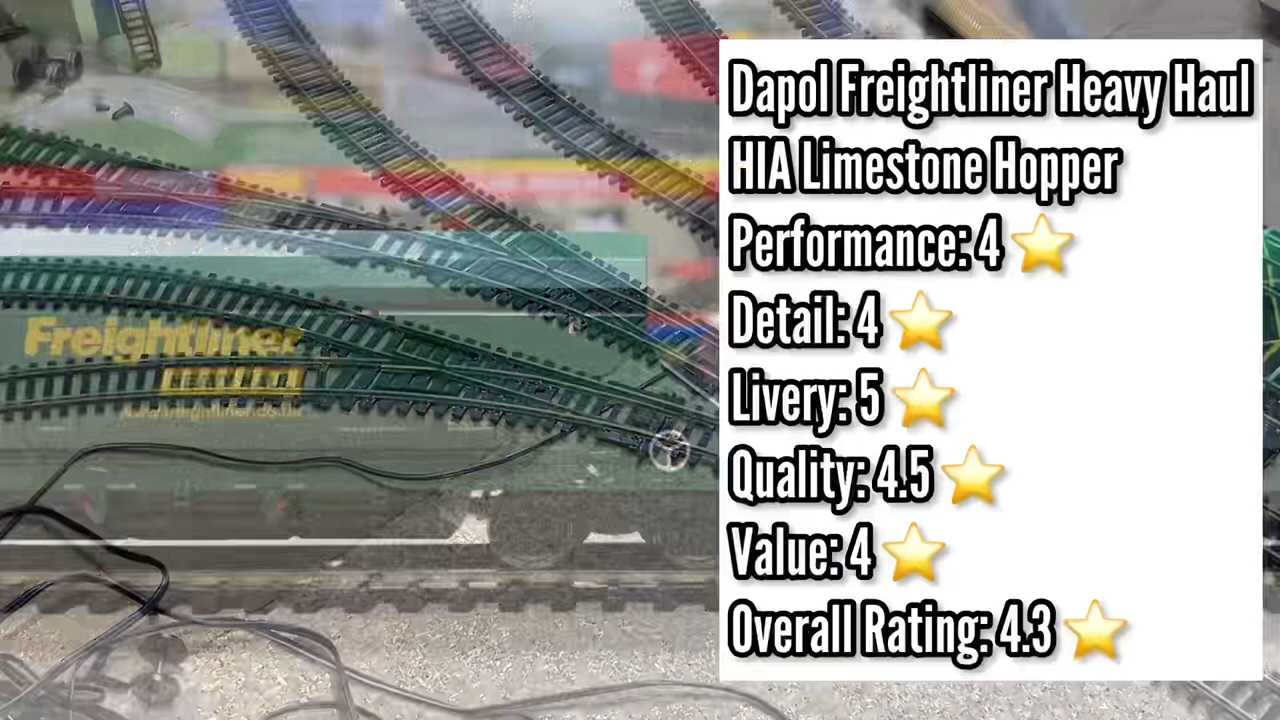 Dapol Freightliner Heavy Haul
HIA Limestone Hopper
Performance: 4 ⭐
Detail: 4 ⭐
Livery: 5 ⭐
Quality: 4.5 ⭐
Value: 4 ⭐
Overall Rating: 4.3 ⭐
Freightliner